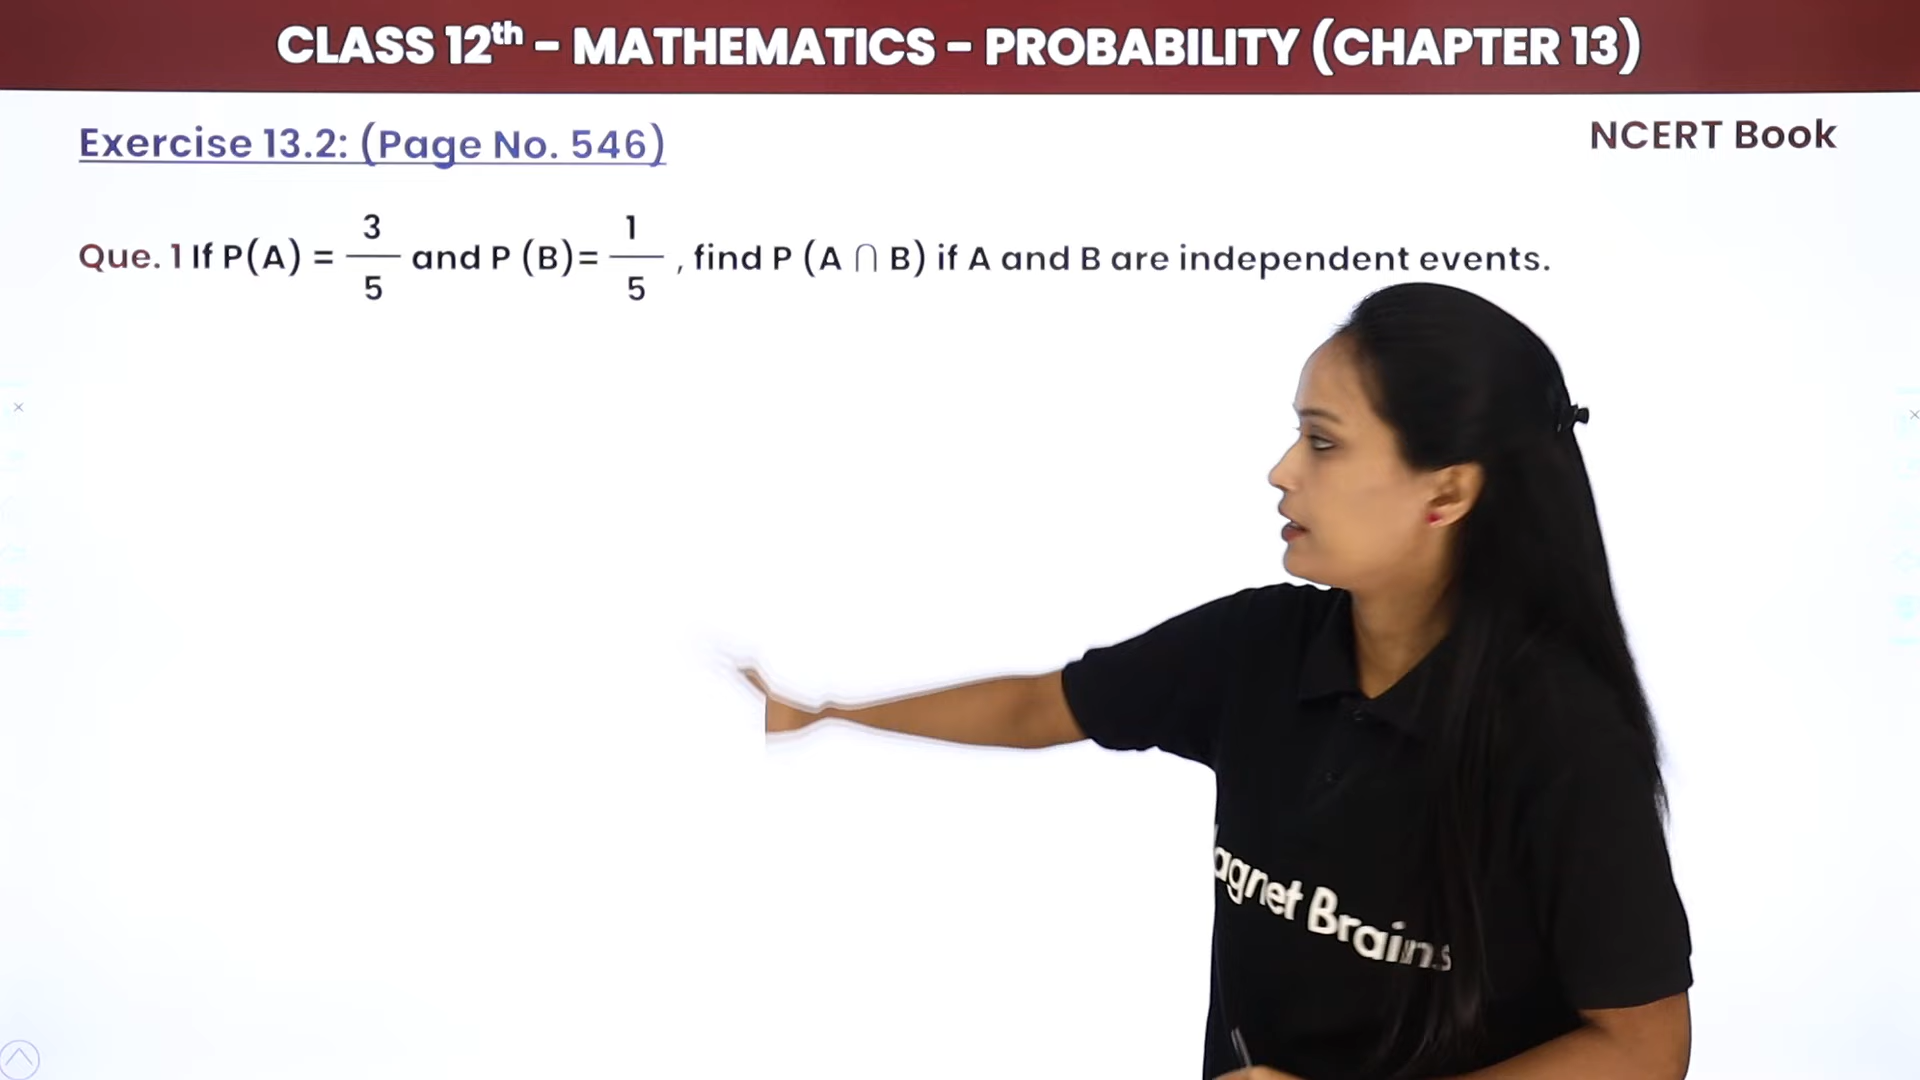 CLASS 12th - MATHEMATICS - PROBABILITY (CHAPTER 13)
Exercise 13.2: (Page No. 546)
NCERT Book
Que. 1 If P(A) = 3/5 and P (B)= 1/5 , find P (A ∩ B) if A and B are independent events.
agnet Brains